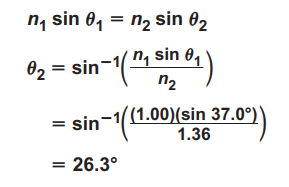 n₁ sin θ₁ = n₂ sin θ₂
θ₂ = sin⁻¹(n₁ sin θ₁ / n₂)
= sin⁻¹((1.00)(sin 37.0°) / 1.36))
= 26.3°